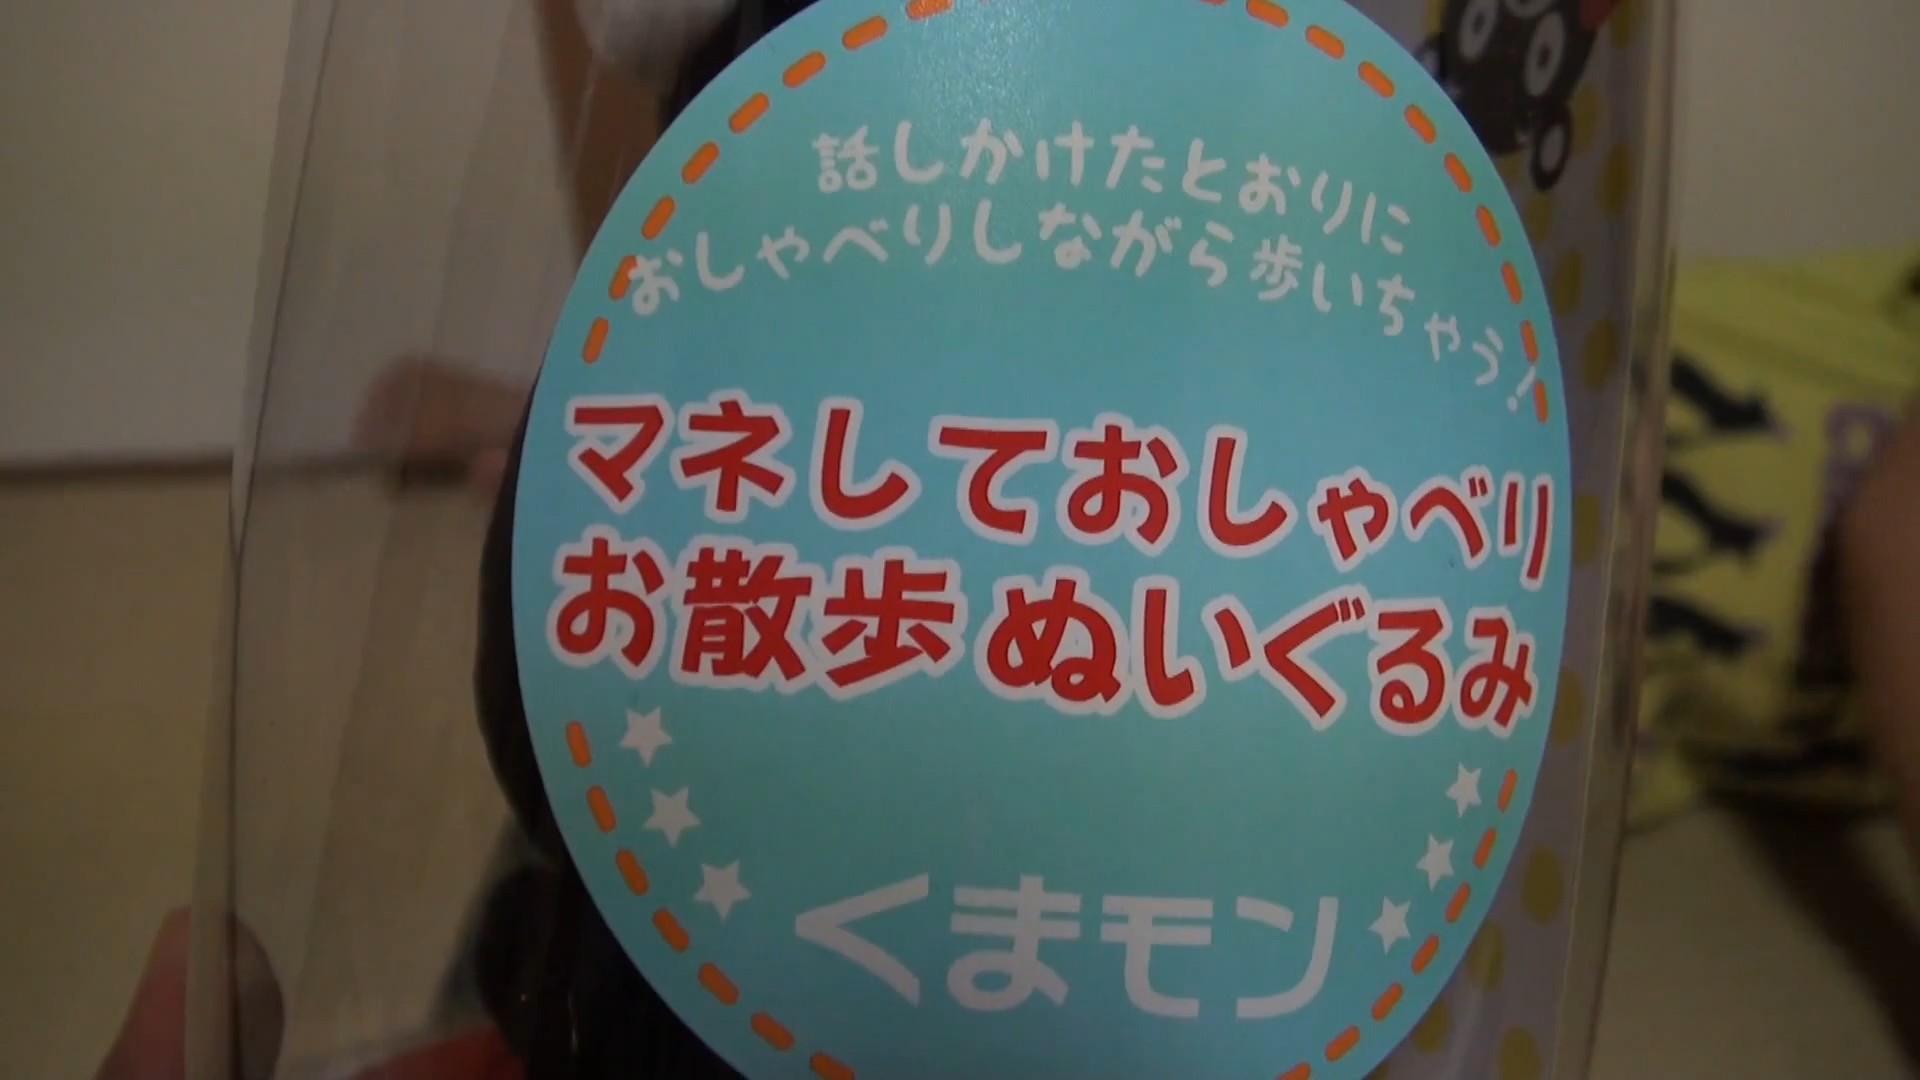 話しかけたとおりに
おしゃべりしながら歩いちゃう!
マネしておしゃべり
お散歩ぬいぐるみ
くまモン